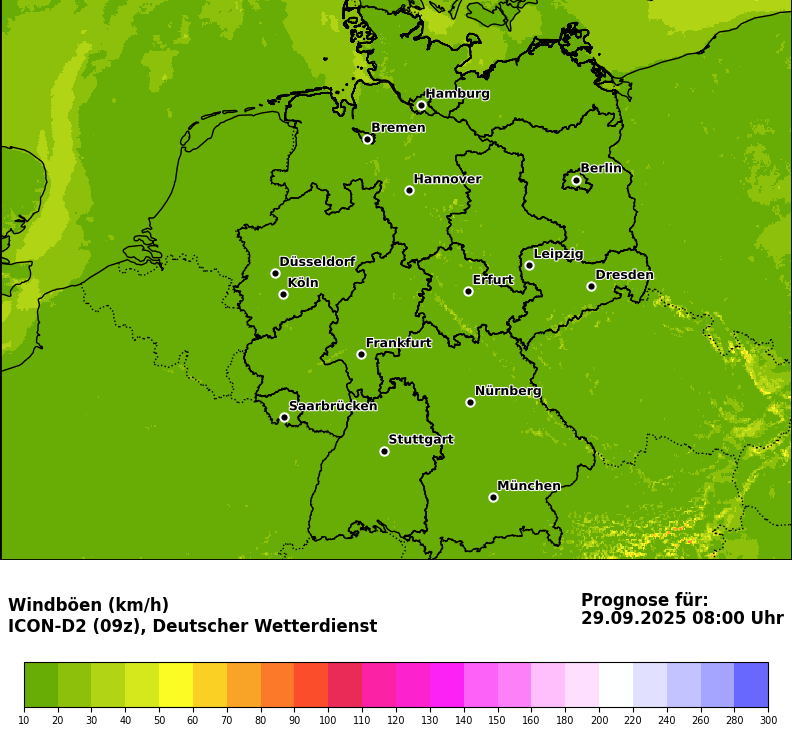 Hamburg
Bremen
Berlin
Hannover
Leipzig
Düsseldorf
Dresden
Köln
Erfurt
Frankfurt
Nürnberg
Saarbrücken
Stuttgart
München
Windböen (km/h)
ICON-D2 (09z), Deutscher Wetterdienst
Prognose für:
29.09.2025 08:00 Uhr
10 20 30 40 50 60 70 80 90 100 110 120 130 140 150 160 180 200 220 240 260 280 300